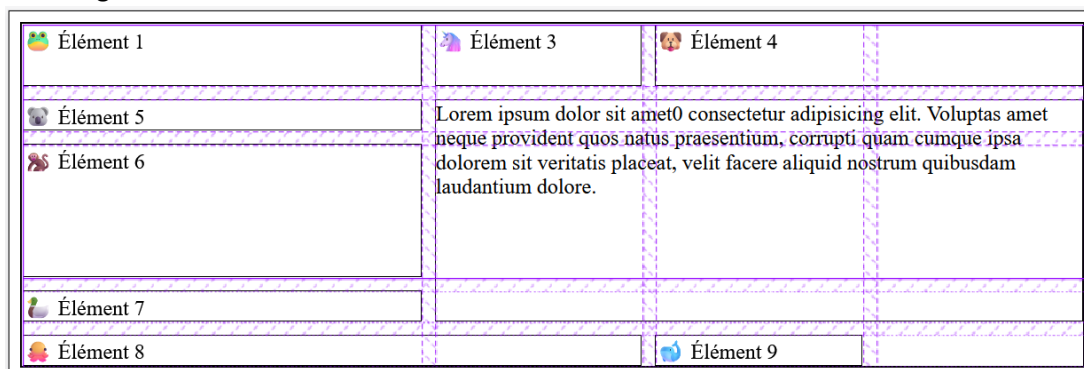 🐸 Élément 1
🦄 Élément 3
🐶 Élément 4
🐨 Élément 5
Lorem ipsum dolor sit amet0 consectetur adipisicing elit. Voluptas amet
neque provident quos natus praesentium, corrupti quam cumque ipsa
dolorem sit veritatis placeat, velit facere aliquid nostrum quibusdam
laudantium dolore.
🐙 Élément 6
🦆 Élément 7
🐙 Élément 8
🐳 Élément 9